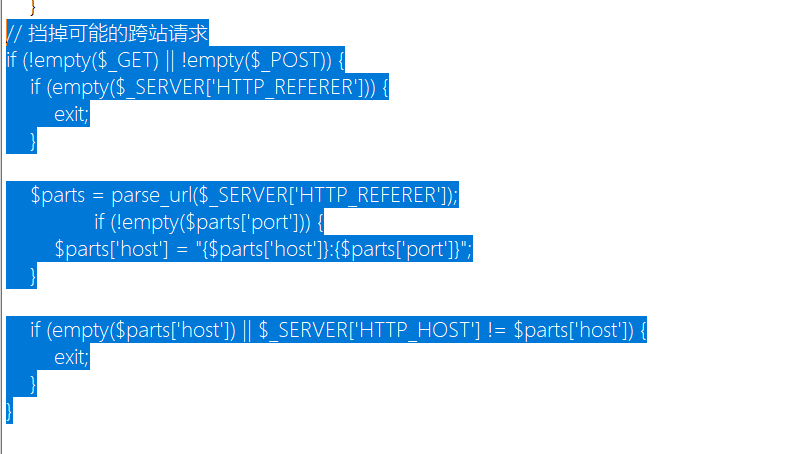 }
// 挡掉可能的跨站请求
if (!empty($_GET) || !empty($_POST)) {
if (empty($_SERVER['HTTP_REFERER'])) {
exit;
}
$parts = parse_url($_SERVER['HTTP_REFERER']);
if (!empty($parts['port'])) {
$parts['host'] = "{$parts['host']}:{$parts['port']}";
}
if (empty($parts['host']) || $_SERVER['HTTP_HOST'] != $parts['host']) {
exit;
}
}